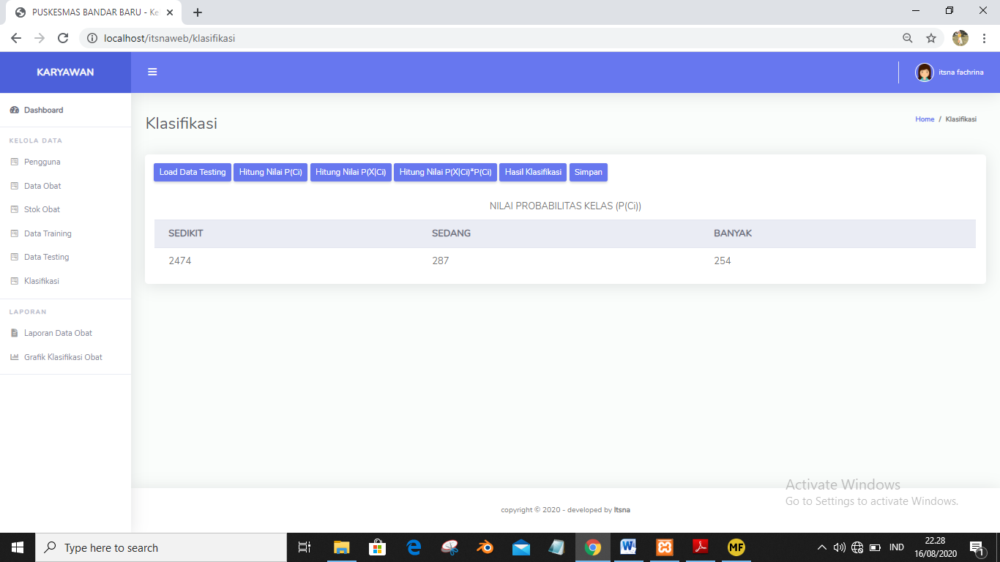 PUSKESMAS BANDAR BARU - Ke
localhost/itsnaweb/klasifikasi
KARYAWAN
itsna fachrina
Dashboard
KELOLA DATA
Pengguna
Data Obat
Stok Obat
Data Training
Data Testing
Klasifikasi
LAPORAN
Laporan Data Obat
Grafik Klasifikasi Obat
Klasifikasi
Home / Klasifikasi
Load Data Testing Hitung Nilai P(Ci) Hitung Nilai P(X|Ci) Hitung Nilai P(X|Ci)*P(Ci) Hasil Klasifikasi Simpan
NILAI PROBABILITAS KELAS (P(Ci))
SEDIKIT SEDANG BANYAK
2474 287 254
Activate Windows
Go to Settings to activate Windows.
copyright © 2020 - developed by Itsna
Type here to search
MF
IND
22.28
16/08/2020
1